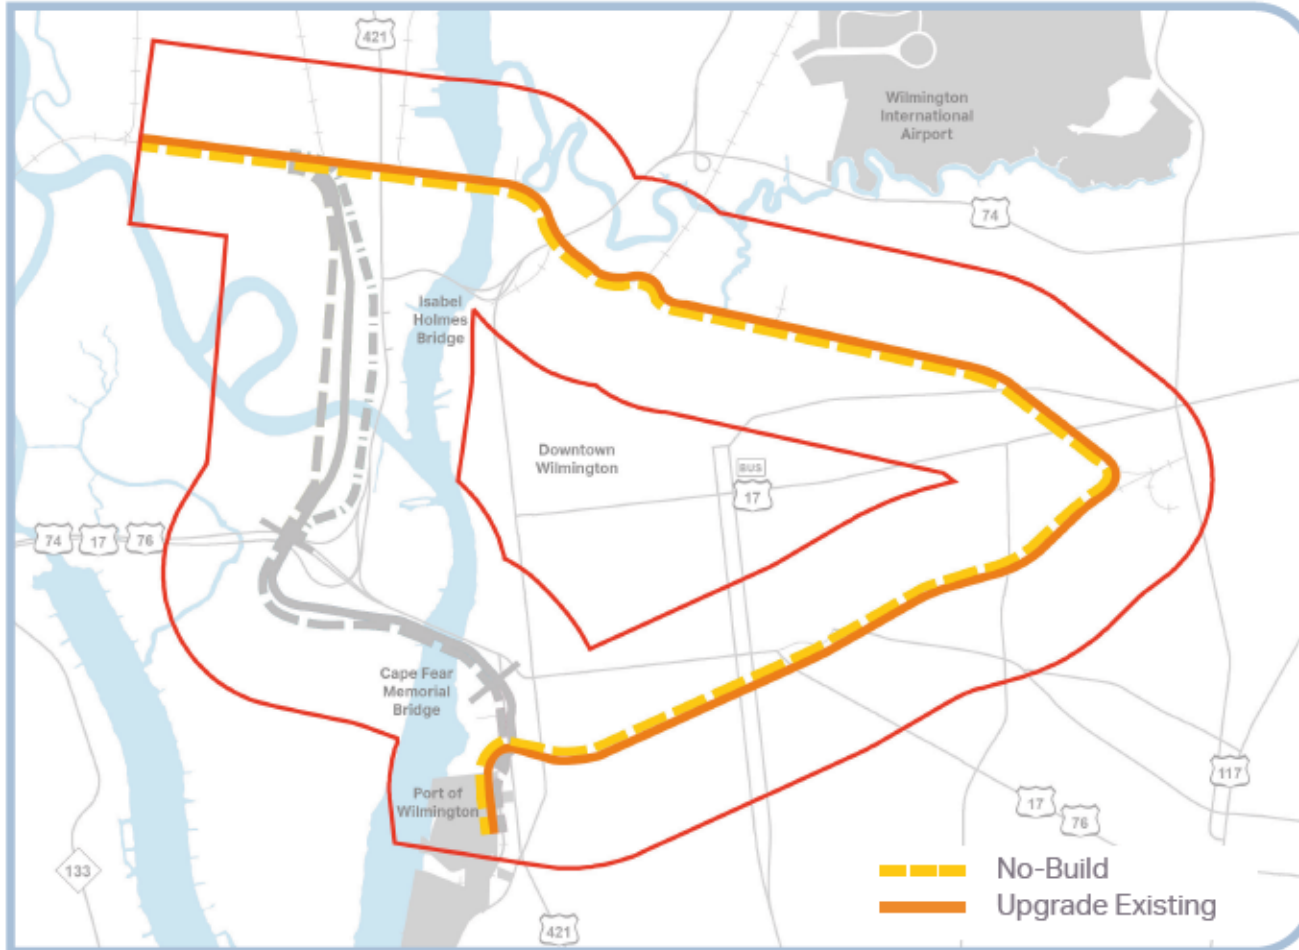 421
Wilmington
International
Airport
74
Isabel
Holmes
Bridge
Downtown
Wilmington
BUS
17
74
17
76
Cape Fear
Memorial
Bridge
Port of
Wilmington
117
17
76
133
421
No-Build
Upgrade Existing